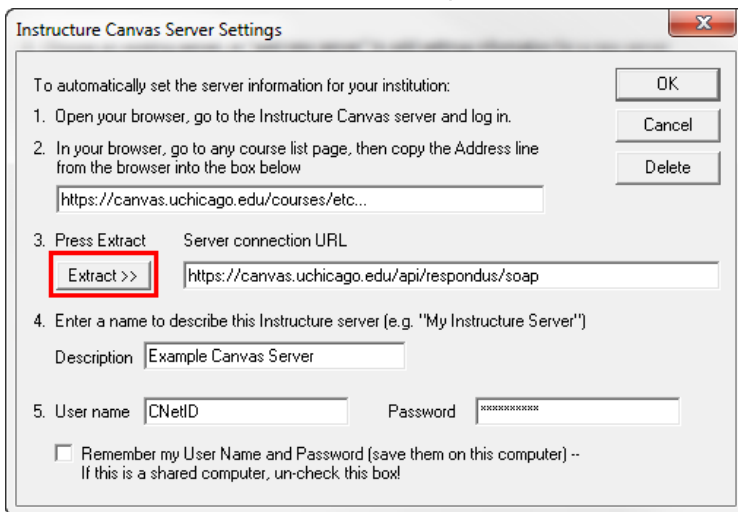 Instructure Canvas Server Settings
To automatically set the server information for your institution:
OK
1. Open your browser, go to the Instructure Canvas server and log in.
Cancel
2. In your browser, go to any course list page, then copy the Address line
from the browser into the box below
Delete
https://canvas.uchicago.edu/courses/etc...
3. Press Extract Server connection URL
Extract >> https://canvas.uchicago.edu/api/respondus/soap
4. Enter a name to describe this Instructure server (e.g. "My Instructure Server")
Description Example Canvas Server
5. User name CNetID Password **********
Remember my User Name and Password (save them on this computer) --
If this is a shared computer, un-check this box!